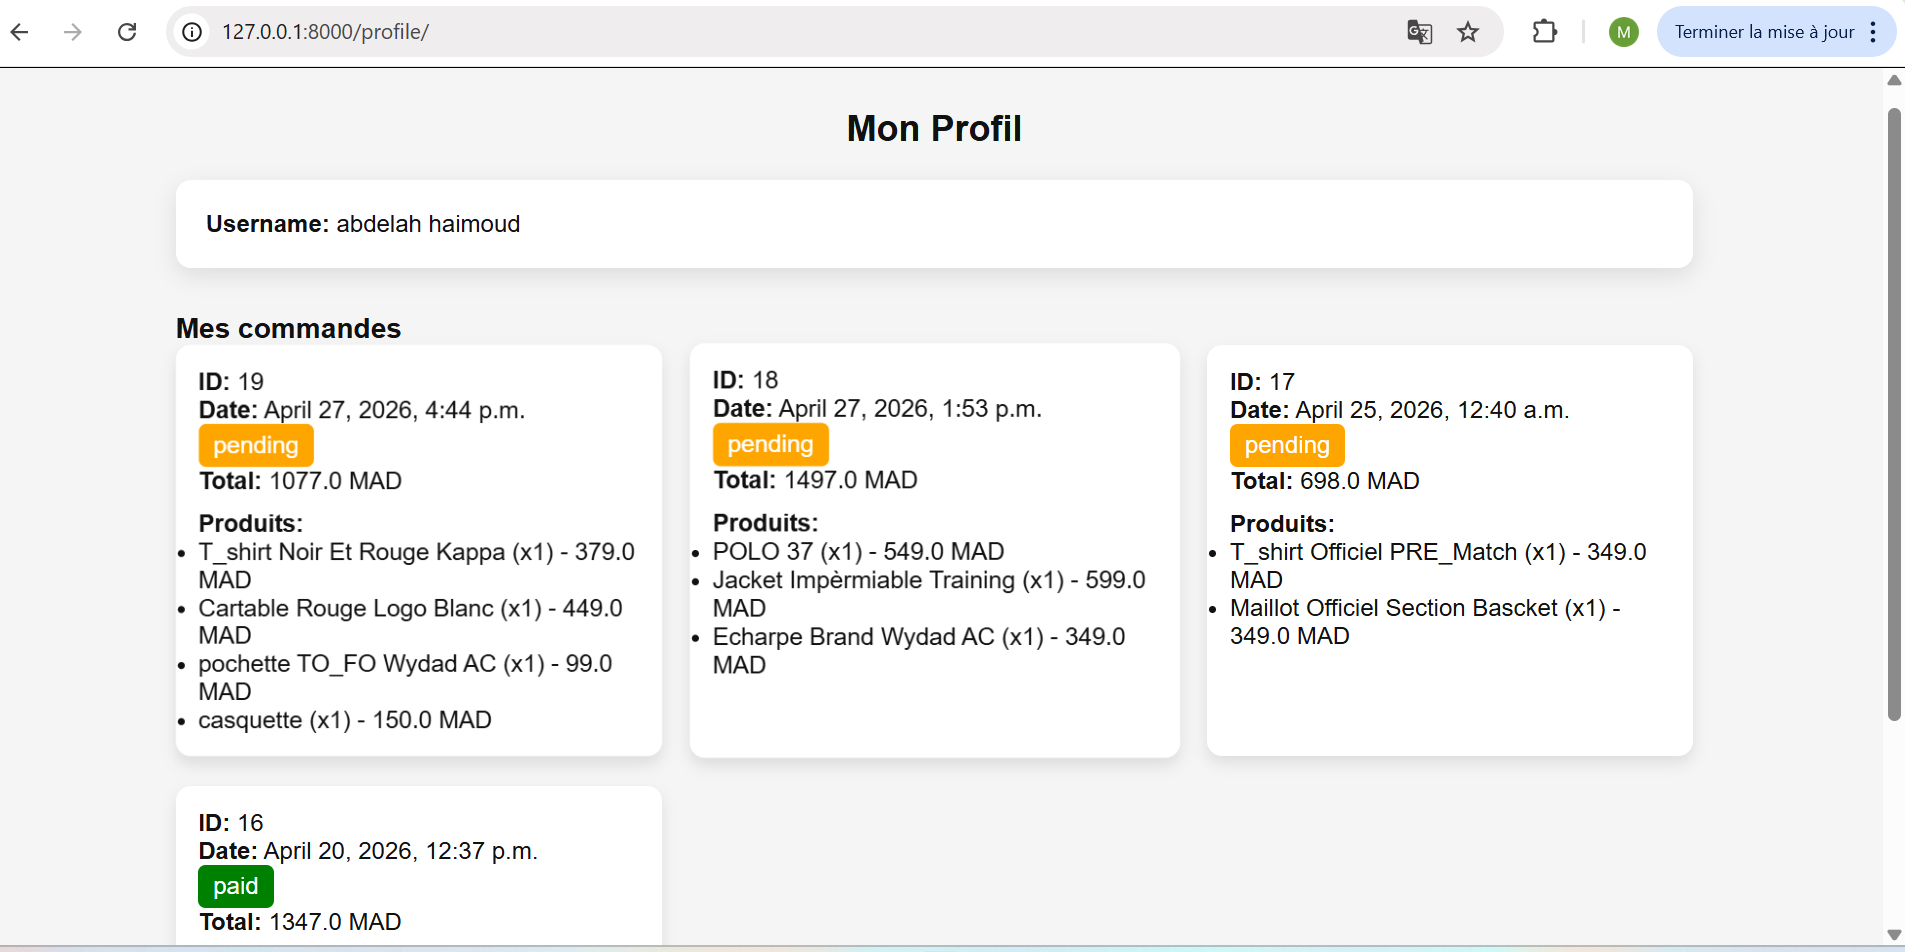 127.0.0.1:8000/profile/
M
Terminer la mise à jour
Mon Profil
Username: abdelah haimoud
Mes commandes
ID: 19
Date: April 27, 2026, 4:44 p.m.
pending
Total: 1077.0 MAD
Produits:
T_shirt Noir Et Rouge Kappa (x1) - 379.0
MAD
Cartable Rouge Logo Blanc (x1) - 449.0
MAD
pochette TO_FO Wydad AC (x1) - 99.0
MAD
casquette (x1) - 150.0 MAD
ID: 18
Date: April 27, 2026, 1:53 p.m.
pending
Total: 1497.0 MAD
Produits:
POLO 37 (x1) - 549.0 MAD
Jacket Impèrmiable Training (x1) - 599.0
MAD
Echarpe Brand Wydad AC (x1) - 349.0
MAD
ID: 17
Date: April 25, 2026, 12:40 a.m.
pending
Total: 698.0 MAD
Produits:
T_shirt Officiel PRE_Match (x1) - 349.0
MAD
Maillot Officiel Section Bascket (x1) -
349.0 MAD
ID: 16
Date: April 20, 2026, 12:37 p.m.
paid
Total: 1347.0 MAD